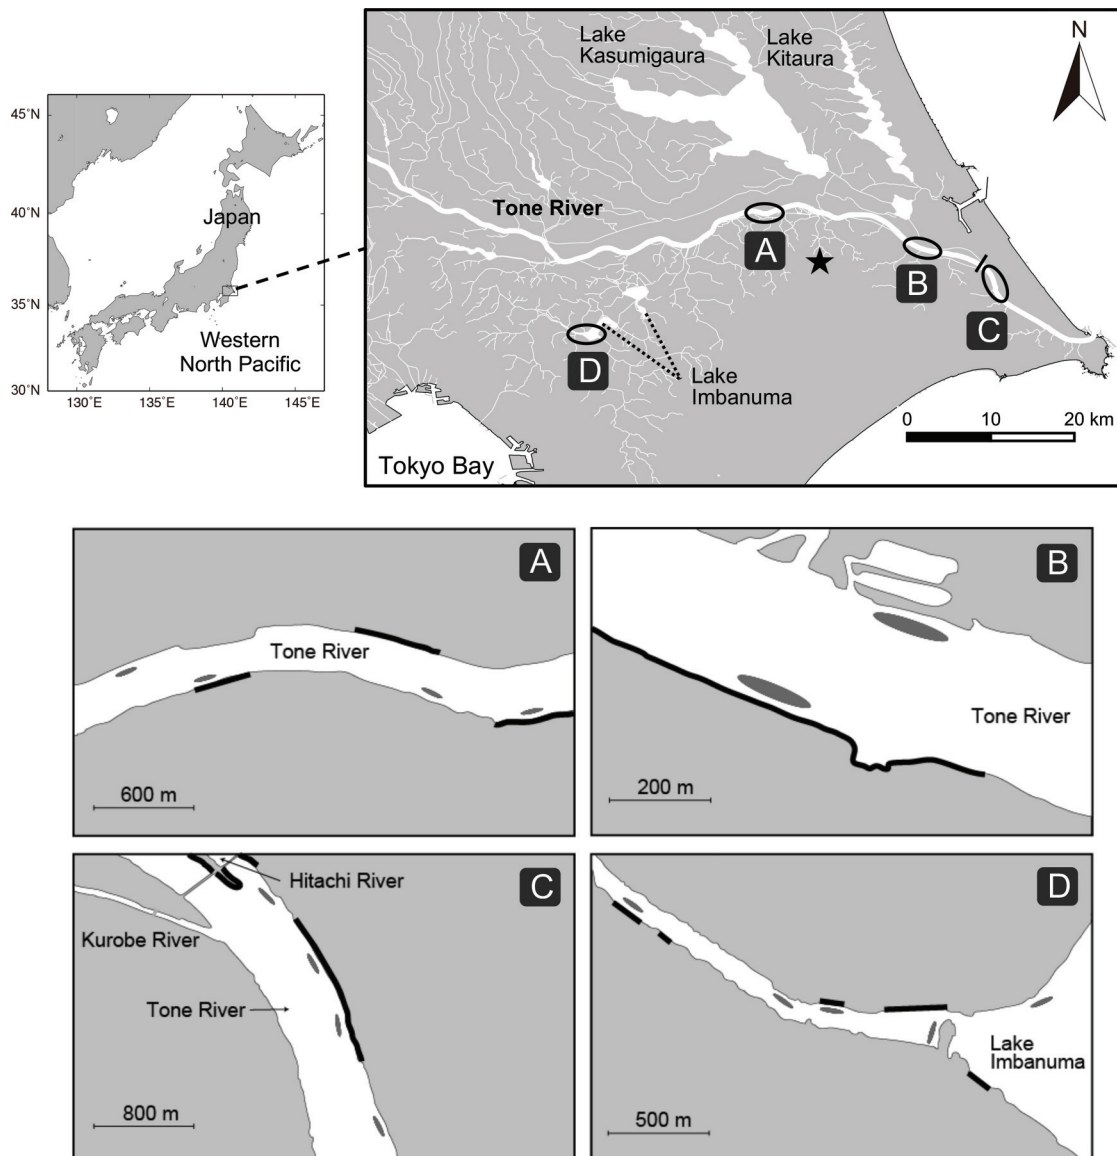 45˚N
40˚N
35˚N
30˚N
130˚E
135˚E
140˚E
145˚E
Japan
Western
North Pacific
Lake
Kasumigaura
Lake
Kitaura
N
Tone River
A
B
C
D
Lake
Imbanuma
0 10 20 km
Tokyo Bay
A
Tone River
600 m
B
Tone River
200 m
C
Hitachi River
Kurobe River
Tone River
800 m
D
Lake
Imbanuma
500 m